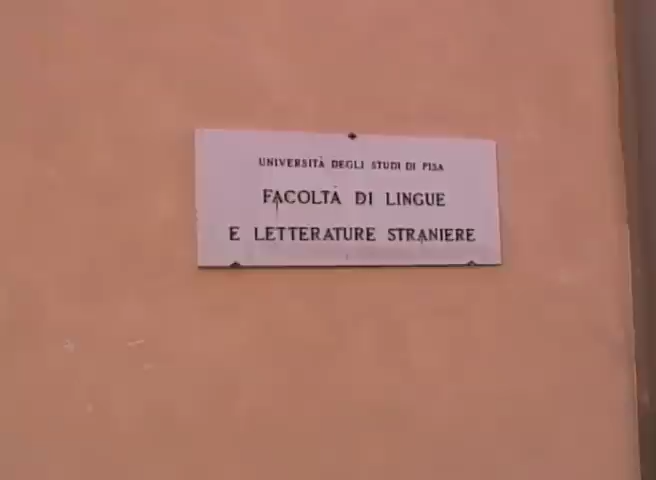 UNIVERSITÀ DEGLI STUDI DI PISA
FACOLTÀ DI LINGUE
E LETTERATURE STRANIERE